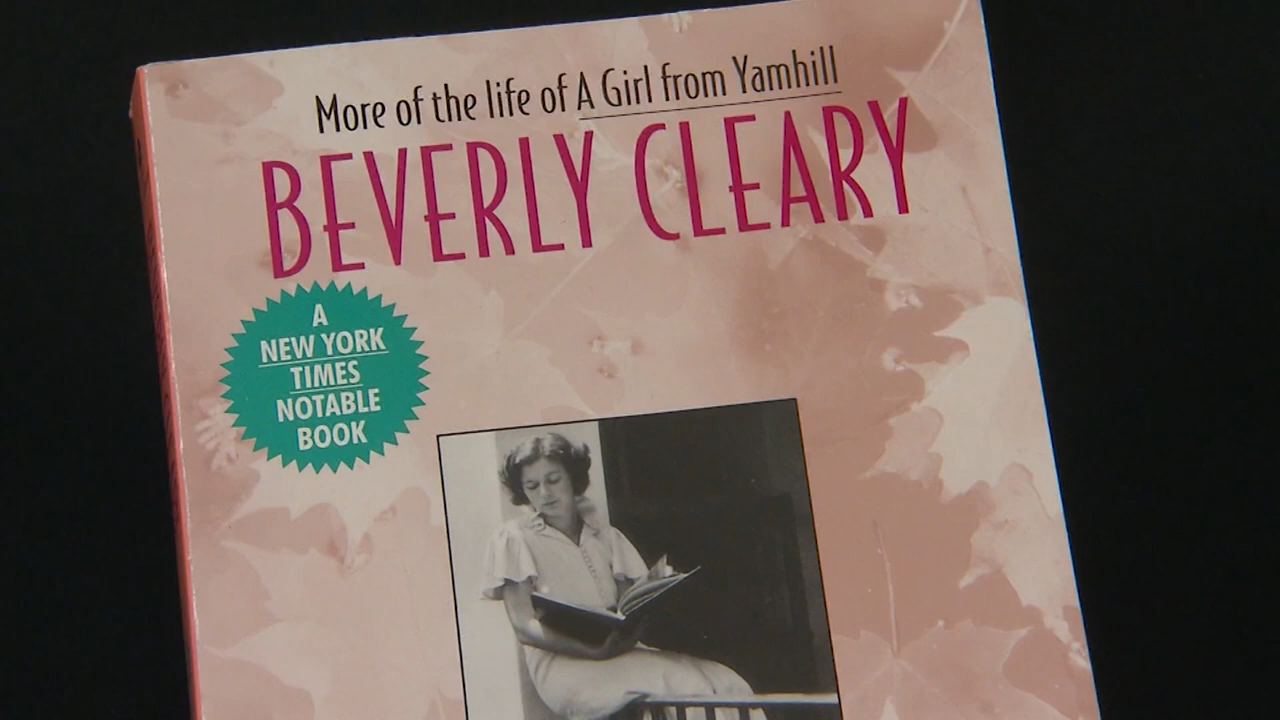 More of the life of A Girl from Yamhill
BEVERLY CLEARY
A
NEW YORK
TIMES
NOTABLE
BOOK